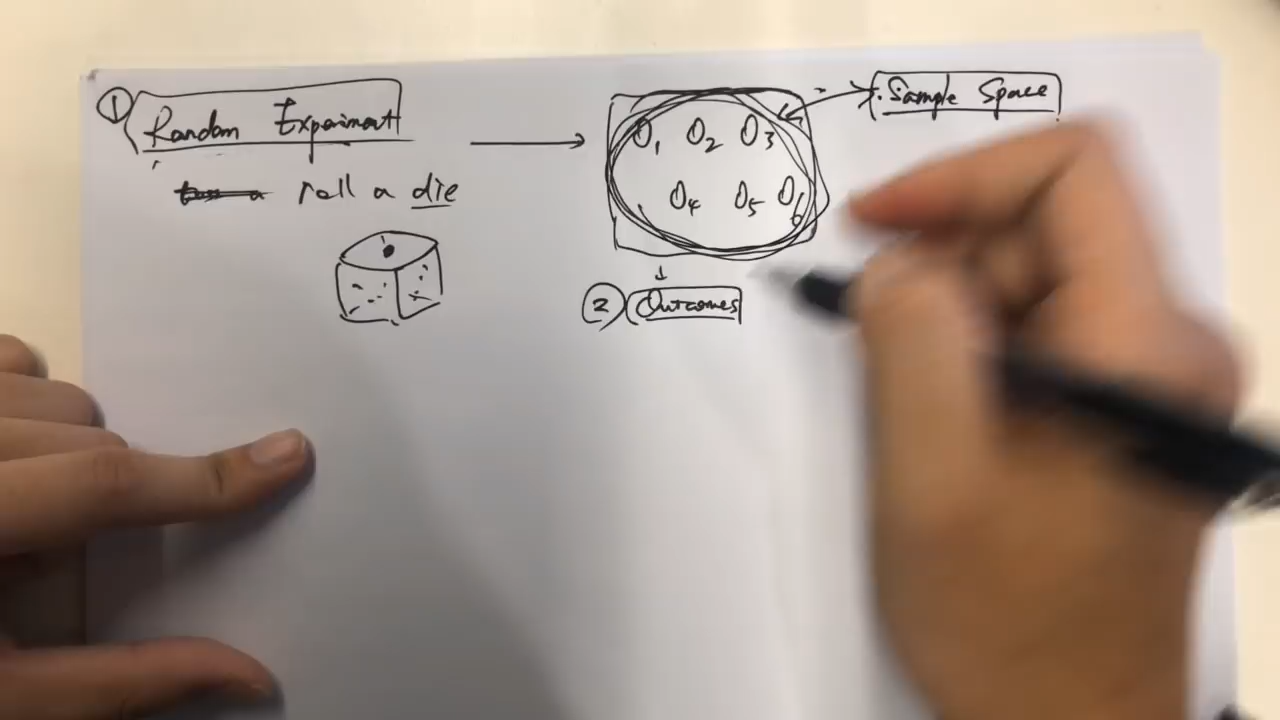 ① Random Experiment
roll a die
O1 O2 O3
O4 O5 O6
② Outcomes
Sample Space